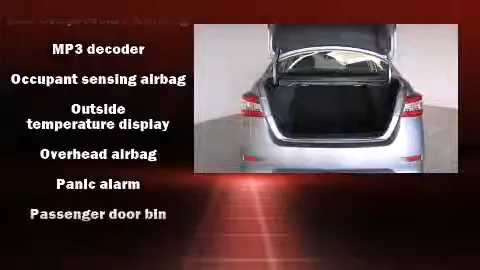 MP3 decoder
Occupant sensing airbag
Outside
temperature display
Overhead airbag
Panic alarm
Passenger door bin